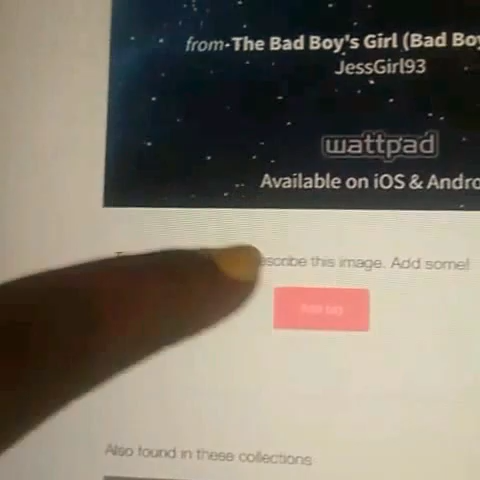 from-The Bad Boy's Girl (Bad Boy
JessGirl93
wattpad
Available on iOS & Andro
this image. Add some!
Also found in these collections